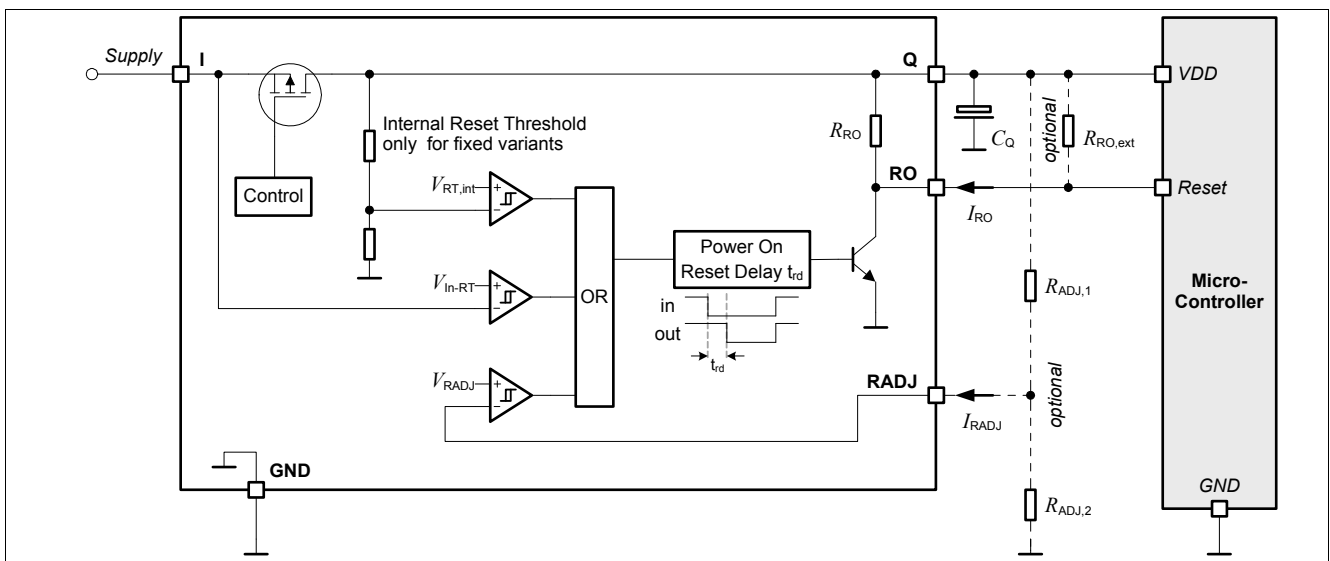 Supply
I
Q
VDD
Internal Reset Threshold
only for fixed variants
RRO
CQ
optional
RRO,ext
Control
VRT,int
RO
IRO
Reset
Power On
Reset Delay trd
VIn-RT
OR
in
out
trd
RADJ,1
Micro-
Controller
VRADJ
RADJ
IRADJ
optional
GND
RADJ,2
GND